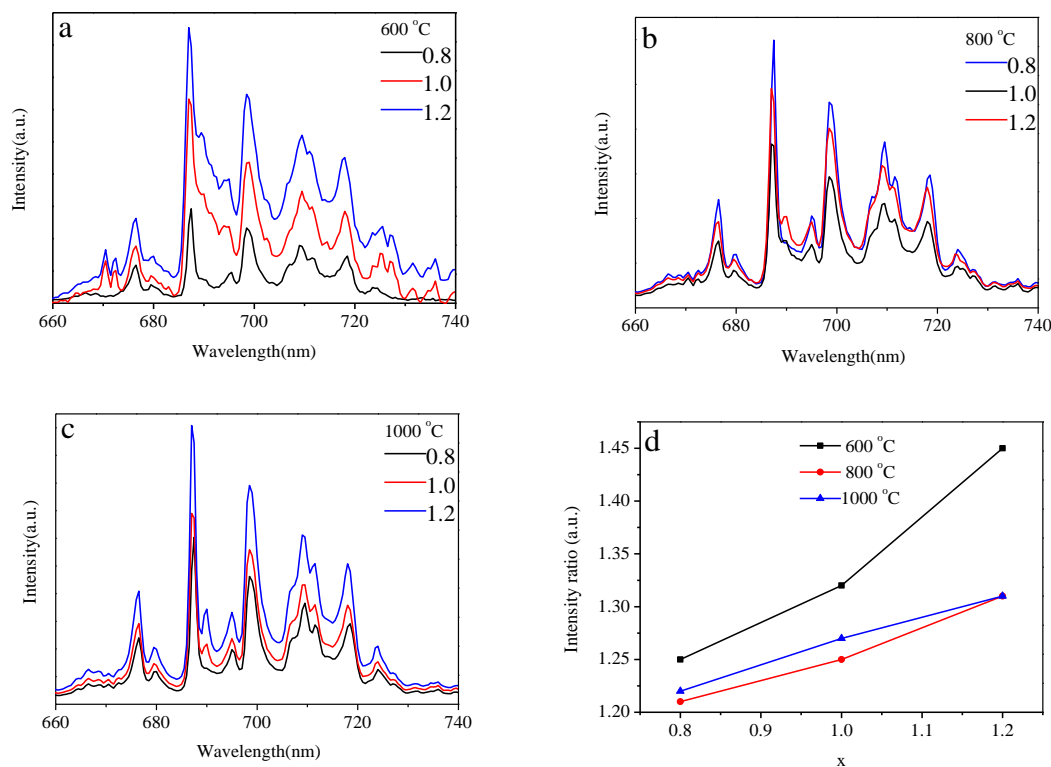 a
600 °C
0.8
1.0
1.2
Intensity(a.u.)
660 680 700 720 740
Wavelength(nm)
b
800 °C
0.8
1.0
1.2
Intensity(a.u.)
660 680 700 720 740
Wavelength(nm)
c
1000 °C
0.8
1.0
1.2
Intensity(a.u.)
660 680 700 720 740
Wavelength(nm)
d
600 °C
800 °C
1000 °C
1.45
1.40
1.35
1.30
1.25
1.20
Intensity ratio (a.u.)
0.8 0.9 1.0 1.1 1.2
x